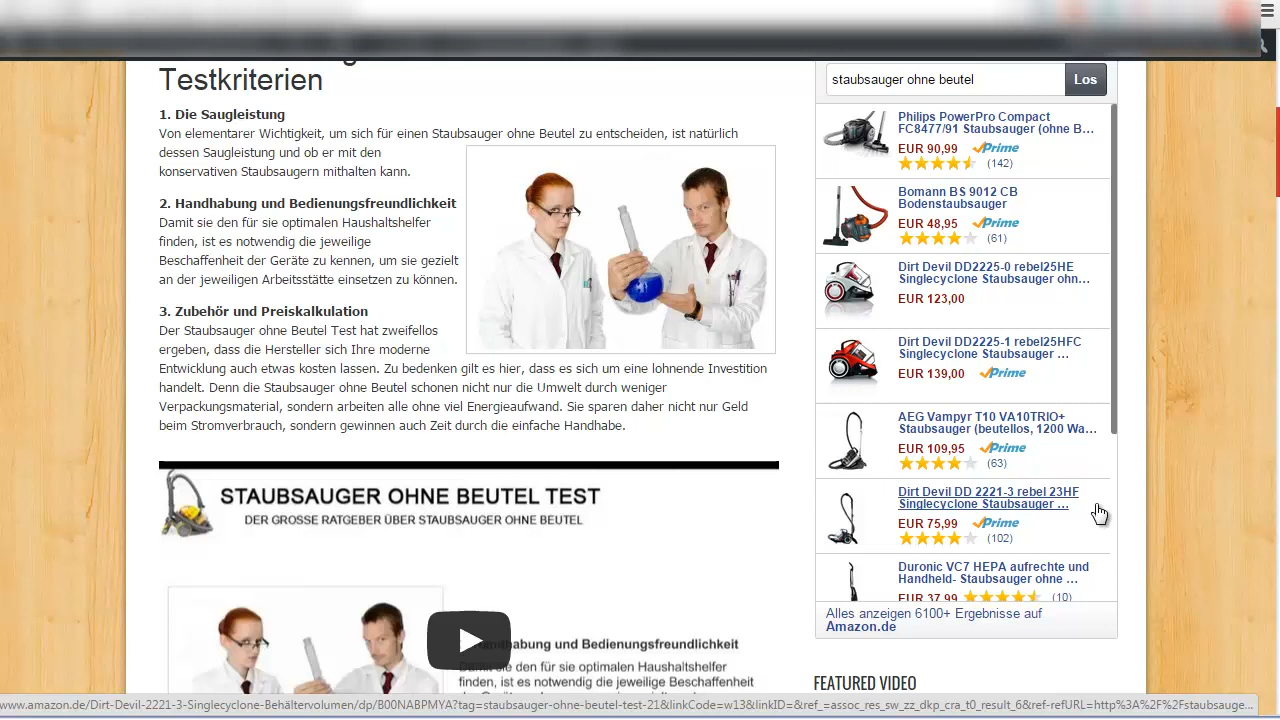 Testkriterien
1. Die Saugleistung
Von elementarer Wichtigkeit, um sich für einen Staubsauger ohne Beutel zu entscheiden, ist natürlich
dessen Saugleistung und ob er mit den
konservativen Staubsaugern mithalten kann.
2. Handhabung und Bedienungsfreundlichkeit
Damit sie den für sie optimalen Haushaltshelfer
finden, ist es notwendig die jeweilige
Beschaffenheit der Geräte zu kennen, um sie gezielt
an der jeweiligen Arbeitsstätte einsetzen zu können.
3. Zubehör und Preiskalkulation
Der Staubsauger ohne Beutel Test hat zweifellos
ergeben, dass die Hersteller sich Ihre moderne
Entwicklung auch etwas kosten lassen. Zu bedenken gilt es hier, dass es sich um eine lohnende Investition
handelt. Denn die Staubsauger ohne Beutel schonen nicht nur die Umwelt durch weniger
Verpackungsmaterial, sondern arbeiten alle ohne viel Energieaufwand. Sie sparen daher nicht nur Geld
beim Stromverbrauch, sondern gewinnen auch Zeit durch die einfache Handhabe.
STAUBSAUGER OHNE BEUTEL TEST
DER GROSSE RATGEBER ÜBER STAUBSAUGER OHNE BEUTEL
und Bedienungsfreundlichkeit
Damit sie den für sie optimalen Haushaltshelfer
finden, ist es notwendig die jeweilige Beschaffenheit
staubsauger ohne beutel
Los
Philips PowerPro Compact
FC8477/91 Staubsauger (ohne B...
EUR 90,99 Prime
(142)
Bomann BS 9012 CB
Bodenstaubsauger
EUR 48,95 Prime
(61)
Dirt Devil DD2225-0 rebel25HE
Singlecyclone Staubsauger ohn...
EUR 123,00
Dirt Devil DD2225-1 rebel25HFC
Singlecyclone Staubsauger ...
EUR 139,00 Prime
AEG Vampyr T10 VA10TRIO+
Staubsauger (beutellos, 1200 Wa...
EUR 109,95 Prime
(63)
Dirt Devil DD 2221-3 rebel 23HF
Singlecyclone Staubsauger ...
EUR 75,99 Prime
(102)
Duronic VC7 HEPA aufrechte und
Handheld- Staubsauger ohne ...
EUR 37,99 (10)
Alles anzeigen 6100+ Ergebnisse auf
Amazon.de
FEATURED VIDEO
www.amazon.de/Dirt-Devil-2221-3-Singlecyclone-Behältervolumen/dp/B00NABPMYA?tag=staubsauger-ohne-beutel-test-21&linkCode=w13&linkID=&ref_=assoc_res_sw_zz_dkp_cra_t0_result_6&ref-refURL=http%3A%2F%2Fstaubsauge...